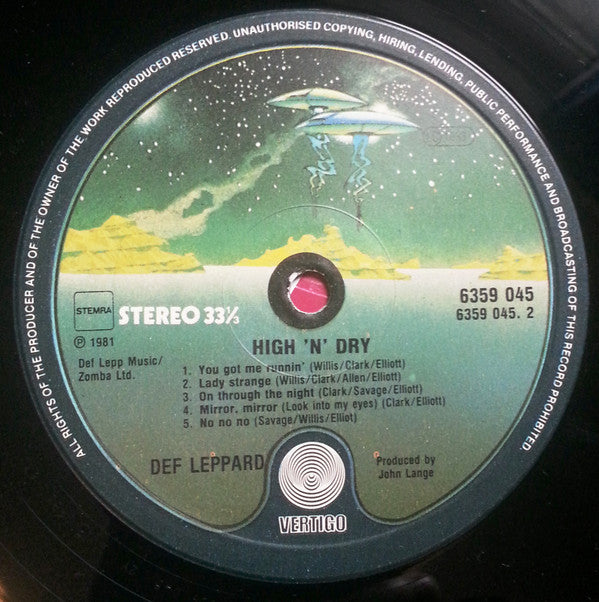 ALL RIGHTS OF THE PRODUCER AND OF THE OWNER OF THE WORK REPRODUCED RESERVED. UNAUTHORISED COPYING, HIRING, LENDING, PUBLIC PERFORMANCE AND BROADCASTING OF THIS RECORD PROHIBITED.
STEMRA
STEREO 33⅓
6359 045
6359 045. 2
℗ 1981
Def Lepp Music/
Zomba Ltd.
HIGH 'N' DRY
1. You got me runnin' (Willis/Clark/Elliott)
2. Lady strange (Willis/Clark/Allen/Elliott)
3. On through the night (Clark/Savage/Elliott)
4. Mirror, mirror (Look into my eyes) (Clark/Elliott)
5. No no no (Savage/Willis/Elliot)
DEF LEPPARD
Produced by
John Lange
VERTIGO